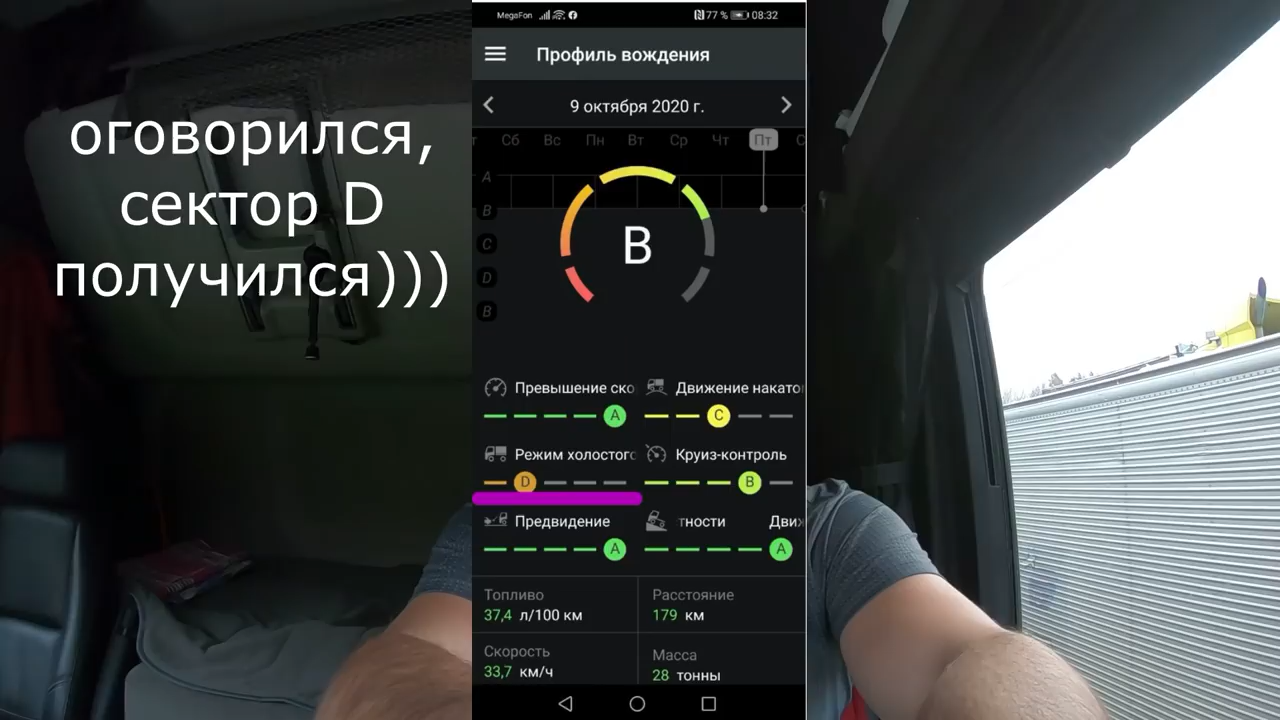 оговорился,
сектор D
получился)))
MegaFon 77 % 08:32
Профиль вождения
9 октября 2020 г.
т Сб Вс Пн Вт Ср Чт Пт С
A
B
C
D
B
B
Превышение ско
A
Движение накато
C
Режим холостого
D
Круиз-контроль
B
Предвидение
A
тности Движ
A
Топливо
37,4 л/100 км
Расстояние
179 км
Скорость
33,7 км/ч
Масса
28 тонны